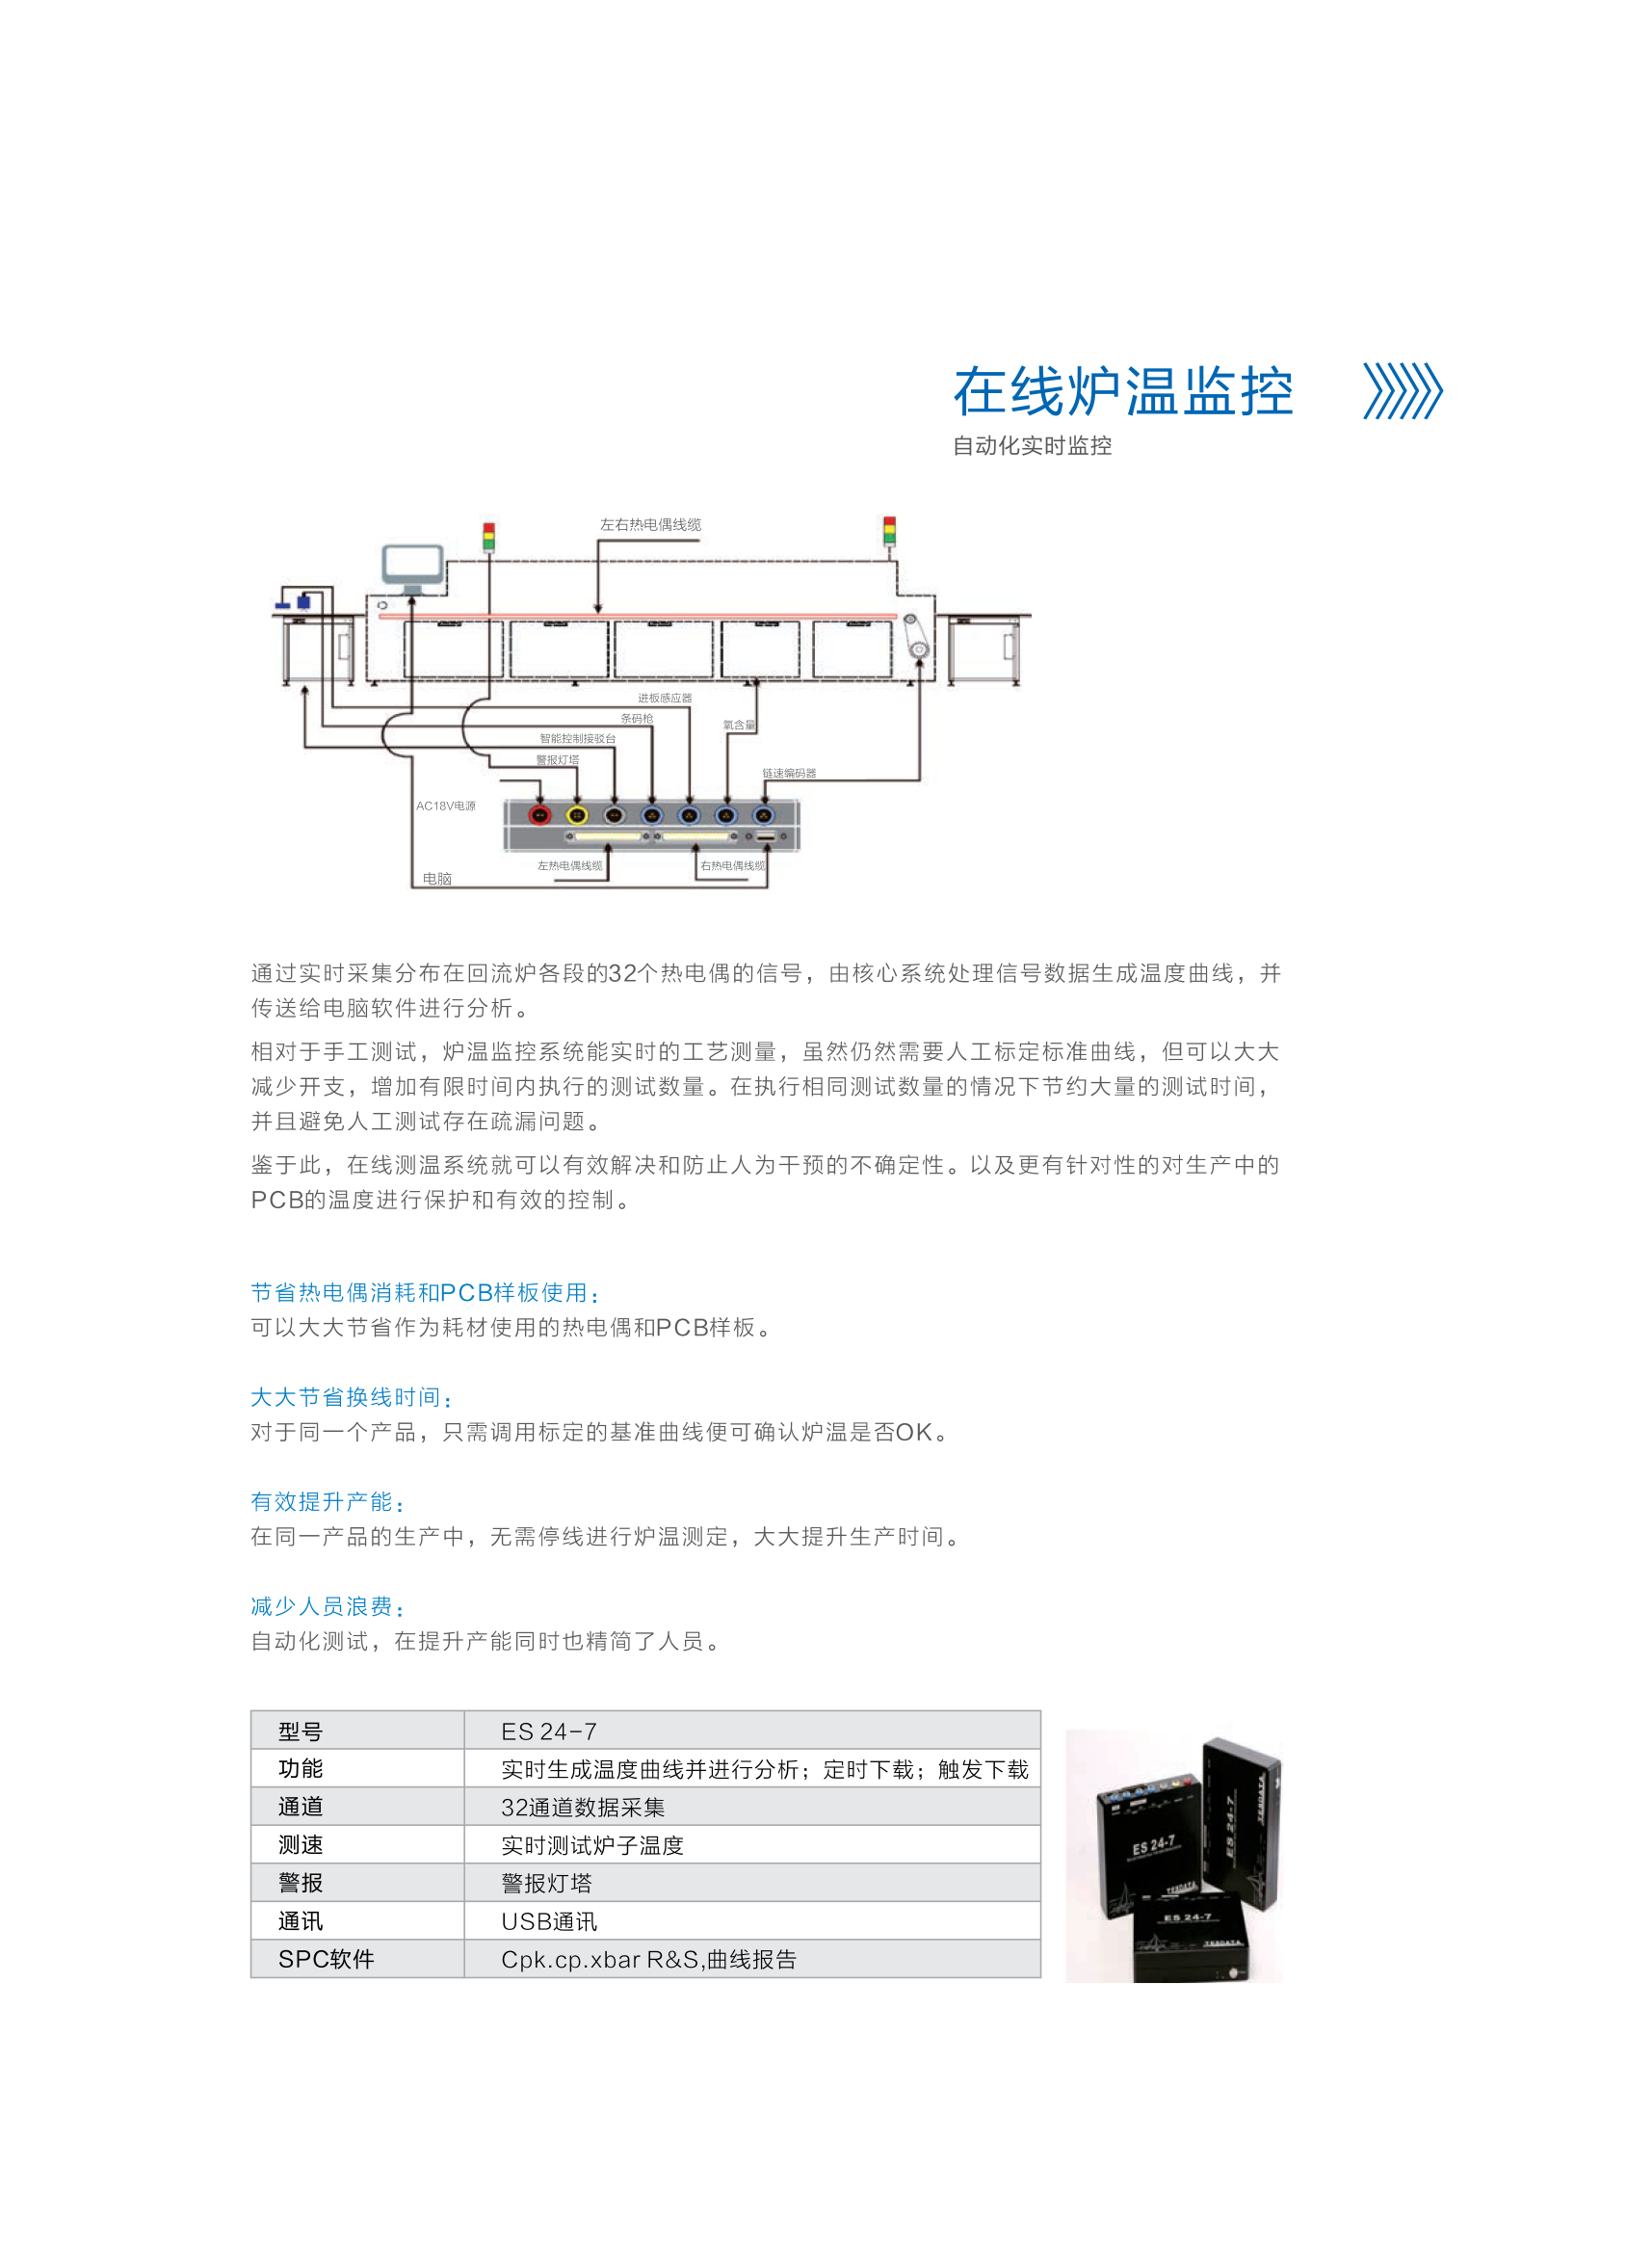 在线炉温监控
自动化实时监控
左右热电偶线缆
进板感应器
条码枪
氧含量
智能控制接驳台
警报灯塔
链速编码器
AC18V电源
左热电偶线缆
右热电偶线缆
电脑
通过实时采集分布在回流炉各段的32个热电偶的信号，由核心系统处理信号数据生成温度曲线，并
传送给电脑软件进行分析。
相对于手工测试，炉温监控系统能实时的工艺测量，虽然仍然需要人工标定标准曲线，但可以大大
减少开支，增加有限时间内执行的测试数量。在执行相同测试数量的情况下节约大量的测试时间，
并且避免人工测试存在疏漏问题。
鉴于此，在线测温系统就可以有效解决和防止人为干预的不确定性。以及更有针对性的对生产中的
PCB的温度进行保护和有效的控制。
节省热电偶消耗和PCB样板使用：
可以大大节省作为耗材使用的热电偶和PCB样板。
大大节省换线时间：
对于同一个产品，只需调用标定的基准曲线便可确认炉温是否OK。
有效提升产能：
在同一产品的生产中，无需停线进行炉温测定，大大提升生产时间。
减少人员浪费：
自动化测试，在提升产能同时也精简了人员。
型号 ES 24-7
功能 实时生成温度曲线并进行分析；定时下载；触发下载
通道 32通道数据采集
测速 实时测试炉子温度
警报 警报灯塔
通讯 USB通讯
SPC软件 Cpk.cp.xbar R&S,曲线报告
ES 24-7
ES 24-7
ES 24-7